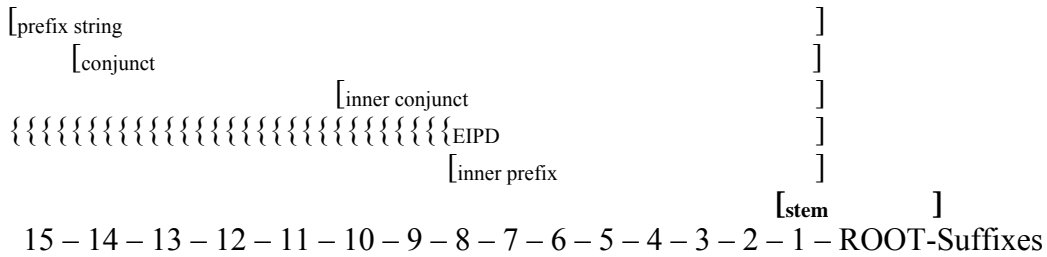 [prefix string ]
[conjunct ]
[inner conjunct ]
{{{{{{{{{{{{{{{{{{{{{{{{{{{{{EIPD ]
[inner prefix ]
[stem ]
15 – 14 – 13 – 12 – 11 – 10 – 9 – 8 – 7 – 6 – 5 – 4 – 3 – 2 – 1 – ROOT-Suffixes